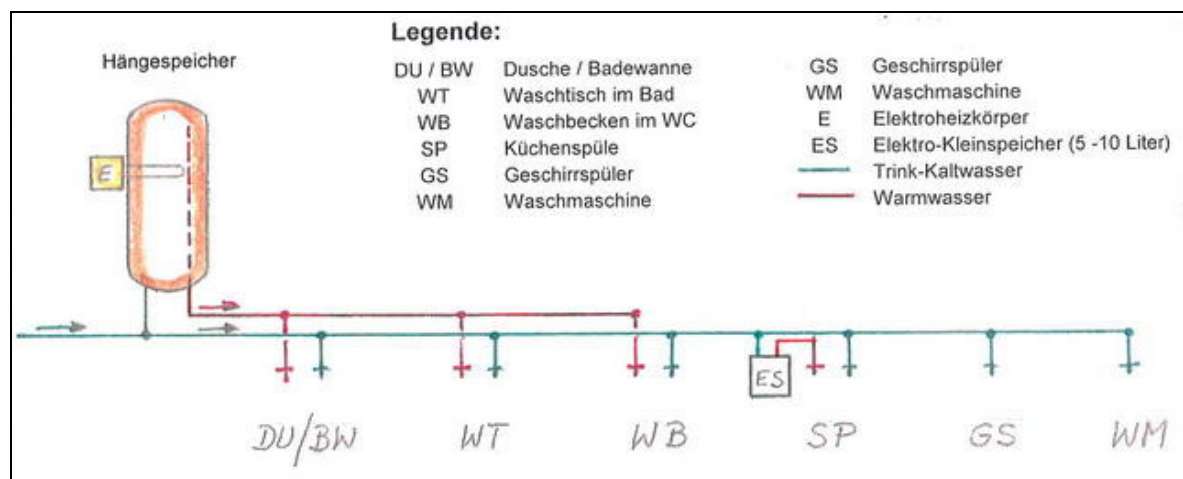 Legende:
Hängespeicher
DU / BW Dusche / Badewanne
WT Waschtisch im Bad
WB Waschbecken im WC
SP Küchenspüle
GS Geschirrspüler
WM Waschmaschine
GS Geschirrspüler
WM Waschmaschine
E Elektroheizkörper
ES Elektro-Kleinspeicher (5 -10 Liter)
Trink-Kaltwasser
Warmwasser
E
ES
DU/BW WT WB SP GS WM